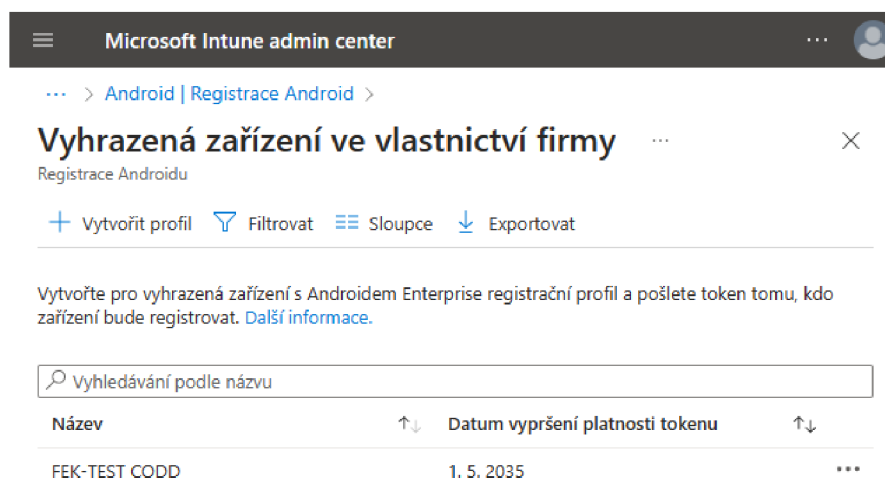 Microsoft Intune admin center ...
... > Android | Registrace Android >
Vyhrazená zařízení ve vlastnictví firmy ...
Registrace Androidu
Vytvořit profil Filtrovat Sloupce Exportovat
Vytvořte pro vyhrazená zařízení s Androidem Enterprise registrační profil a pošlete token tomu, kdo
zařízení bude registrovat. Další informace.
Vyhledávání podle názvu
Název ↑↓ Datum vypršení platnosti tokenu ↑↓
FEK-TEST CODD 1. 5. 2035 ...